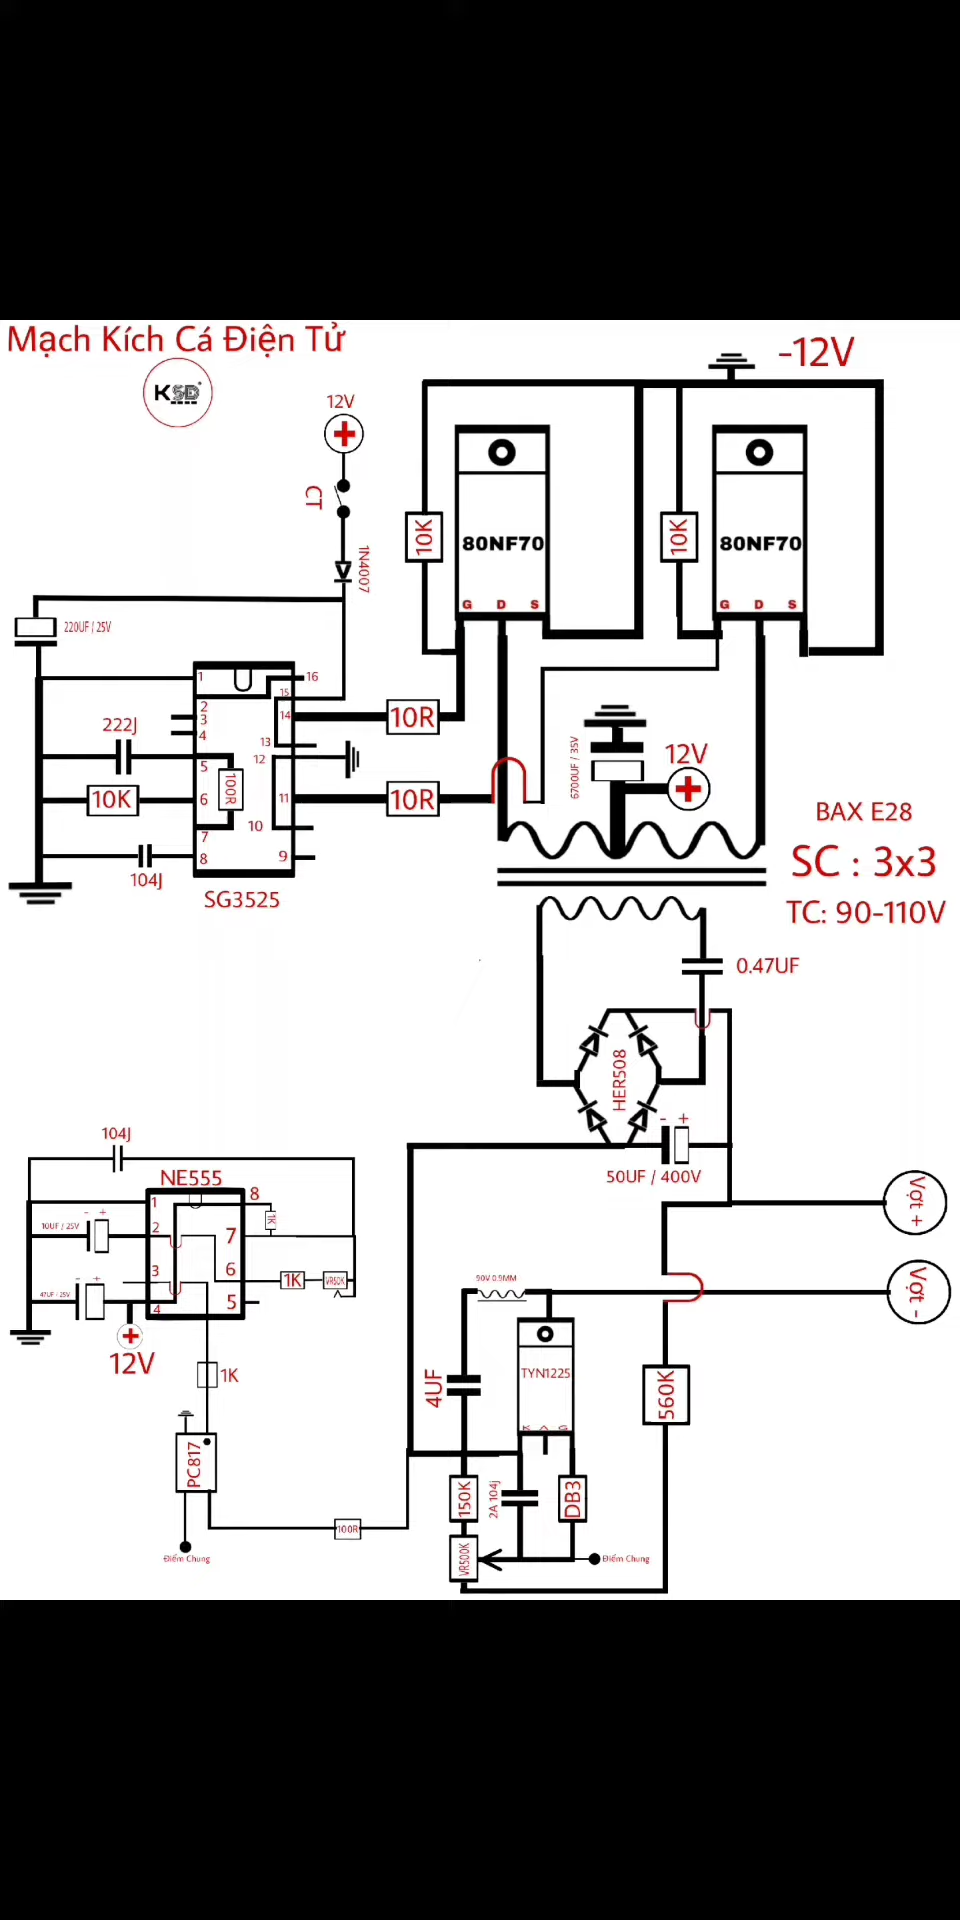 Mạch Kích Cá Điện Tử
KSD
-12V
12V
CT
1N4007
10K
80NF70
G D S
10K
80NF70
G D S
220UF / 25V
1
2
3
4
5
6
7
8
16
15
14
13
12
11
10
9
222J
10K
104J
100R
SG3525
10R
10R
6700UF / 35V
12V
BAX E28
SC : 3x3
TC: 90-110V
0.47UF
HER508
- +
50UF / 400V
104J
NE555
1
2
3
4
8
7
6
5
10UF / 25V
- +
47UF / 25V
- +
12V
1K
1K
VR50K
1K
PC817
Điểm Chung
100R
90V 0.9MM
TYN1225
K A G
4UF
150K
2A 104j
DB3
VR500K
Điểm Chung
560K
Vợt +
Vợt -